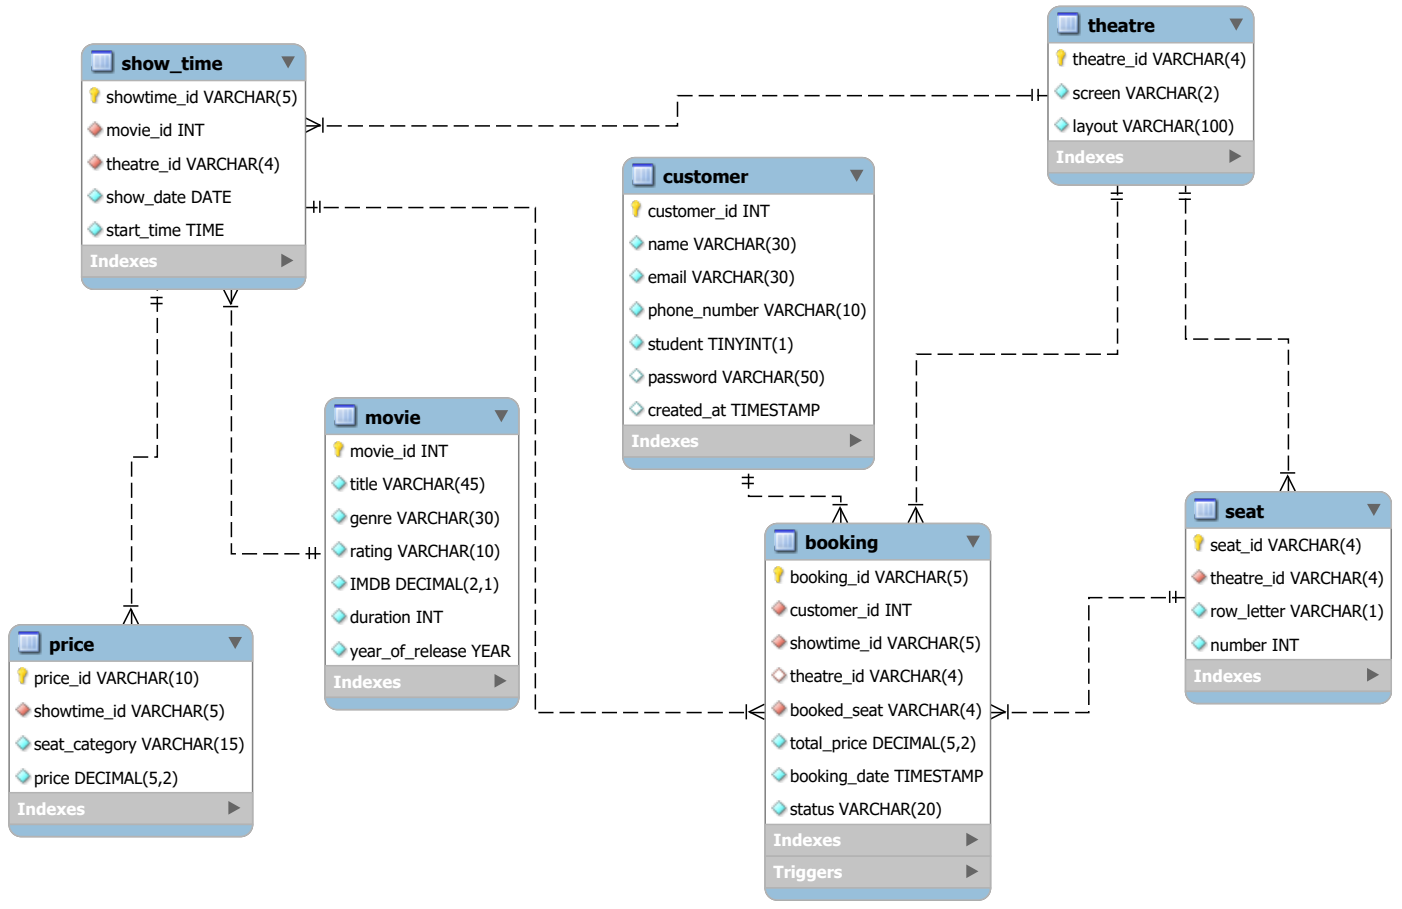 show_time
showtime_id VARCHAR(5)
movie_id INT
theatre_id VARCHAR(4)
show_date DATE
start_time TIME
Indexes
theatre
theatre_id VARCHAR(4)
screen VARCHAR(2)
layout VARCHAR(100)
Indexes
customer
customer_id INT
name VARCHAR(30)
email VARCHAR(30)
phone_number VARCHAR(10)
student TINYINT(1)
password VARCHAR(50)
created_at TIMESTAMP
Indexes
movie
movie_id INT
title VARCHAR(45)
genre VARCHAR(30)
rating VARCHAR(10)
IMDB DECIMAL(2,1)
duration INT
year_of_release YEAR
Indexes
seat
seat_id VARCHAR(4)
theatre_id VARCHAR(4)
row_letter VARCHAR(1)
number INT
Indexes
booking
booking_id VARCHAR(5)
customer_id INT
showtime_id VARCHAR(5)
theatre_id VARCHAR(4)
booked_seat VARCHAR(4)
total_price DECIMAL(5,2)
booking_date TIMESTAMP
status VARCHAR(20)
Indexes
Triggers
price
price_id VARCHAR(10)
showtime_id VARCHAR(5)
seat_category VARCHAR(15)
price DECIMAL(5,2)
Indexes